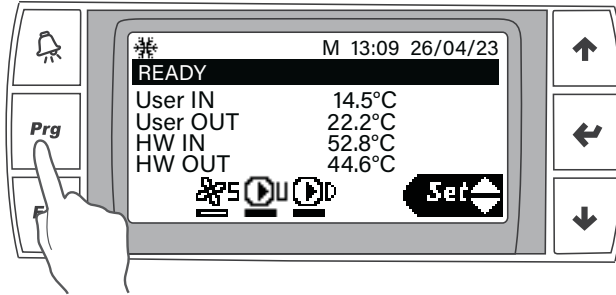 M 13:09 26/04/23
READY
User IN 14.5°C
User OUT 22.2°C
HW IN 52.8°C
HW OUT 44.6°C
S U D
Set
Prg